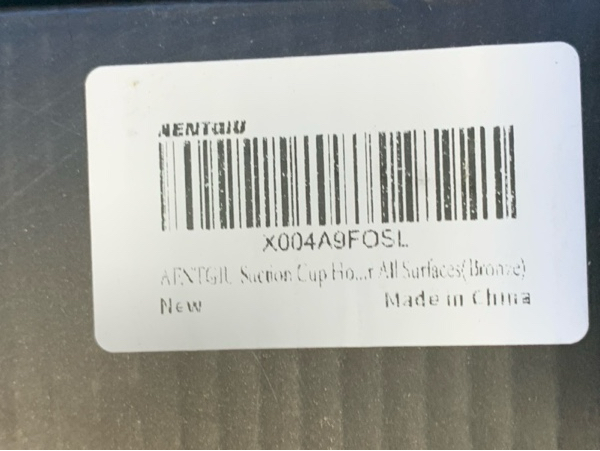 AENTGIU
X004A9FOSL
AENTGIU Suction Cup Ho...r All Surfaces(Bronze)
New
Made in China